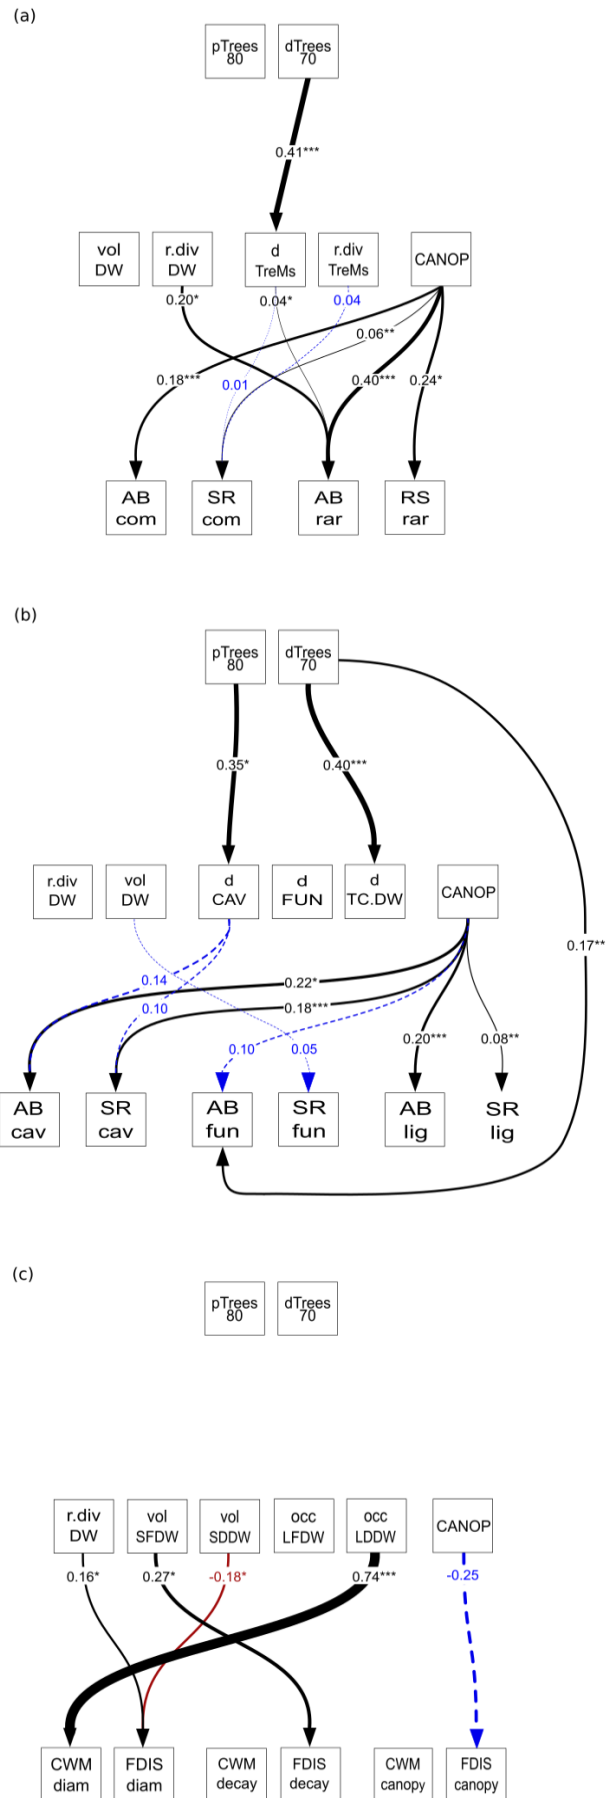 (a)
pTrees
80
dTrees
70
0.41***
vol
DW
r.div
DW
d
TreMs
r.div
TreMs
CANOP
0.20*
0.04*
0.04
0.06**
0.18***
0.01
0.40***
0.24*
AB
com
SR
com
AB
rar
RS
rar
(b)
pTrees
80
dTrees
70
0.35*
0.40***
r.div
DW
vol
DW
d
CAV
d
FUN
d
TC.DW
CANOP
0.17**
0.14
0.22*
0.10
0.18***
0.10
0.05
0.20***
0.08**
AB
cav
SR
cav
AB
fun
SR
fun
AB
lig
SR
lig
(c)
pTrees
80
dTrees
70
r.div
DW
vol
SFDW
vol
SDDW
occ
LFDW
occ
LDDW
CANOP
0.16*
0.27*
-0.18*
0.74***
-0.25
CWM
diam
FDIS
diam
CWM
decay
FDIS
decay
CWM
canopy
FDIS
canopy